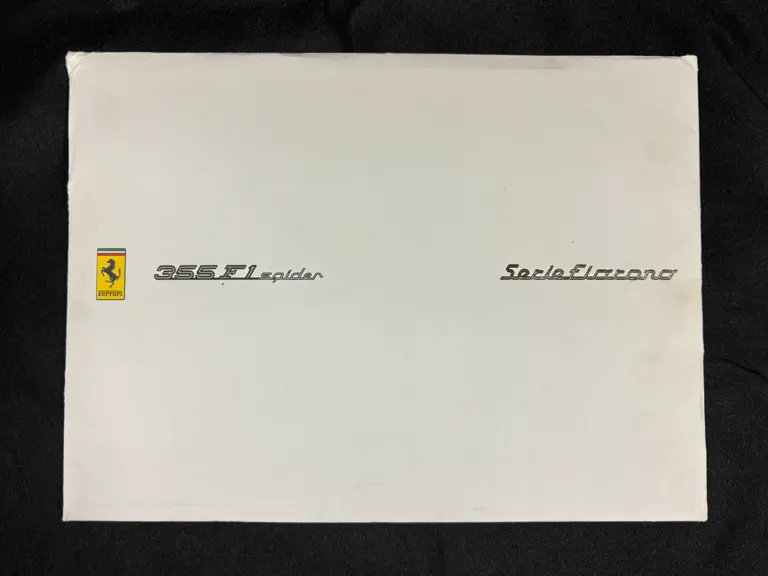 Ferrari
355 F1 spider
Serie Fiorano